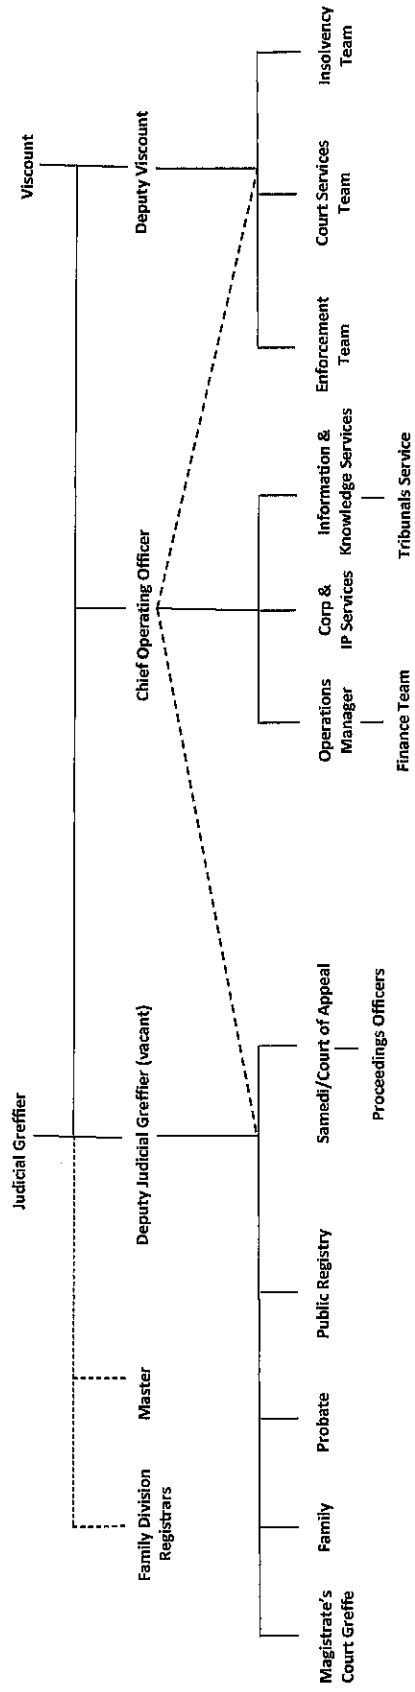 Judicial Greffier
Viscount
Family Division
Registrars
Master
Deputy Judicial Greffier (vacant)
Chief Operating Officer
Deputy Viscount
Magistrate's
Court Greffe
Family
Probate
Public Registry
Samedi/Court of Appeal
Proceedings Officers
Operations
Manager
Finance Team
Corp &
IP Services
Information &
Knowledge Services
Tribunals Service
Enforcement
Team
Court Services
Team
Insolvency
Team